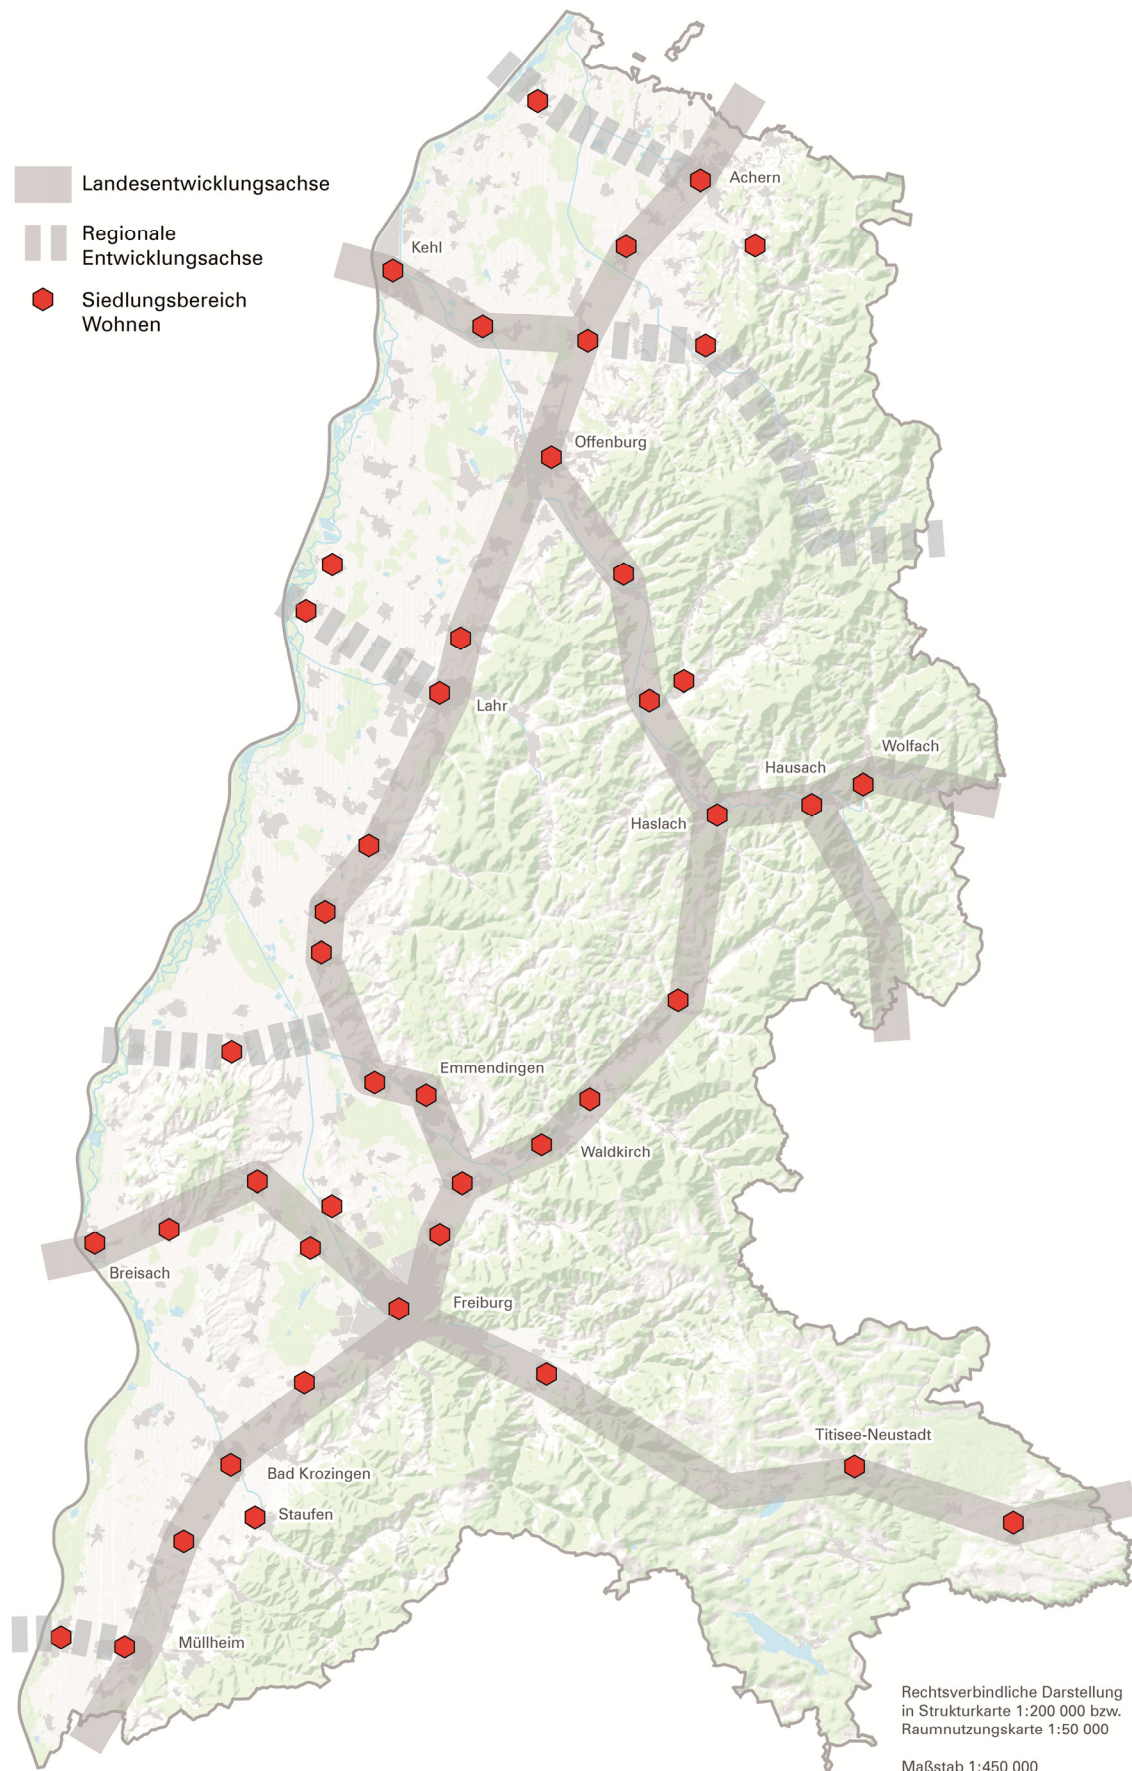 Achern
Landesentwicklungsachse
Regionale
Entwicklungsachse
Kehl
Siedlungsbereich
Wohnen
Offenburg
Lahr
Wolfach
Hausach
Haslach
Emmendingen
Waldkirch
Breisach
Freiburg
Titisee-Neustadt
Bad Krozingen
Staufen
Müllheim
Rechtsverbindliche Darstellung
in Strukturkarte 1:200 000 bzw.
Raumnutzungskarte 1:50 000
Maßstab 1:450 000